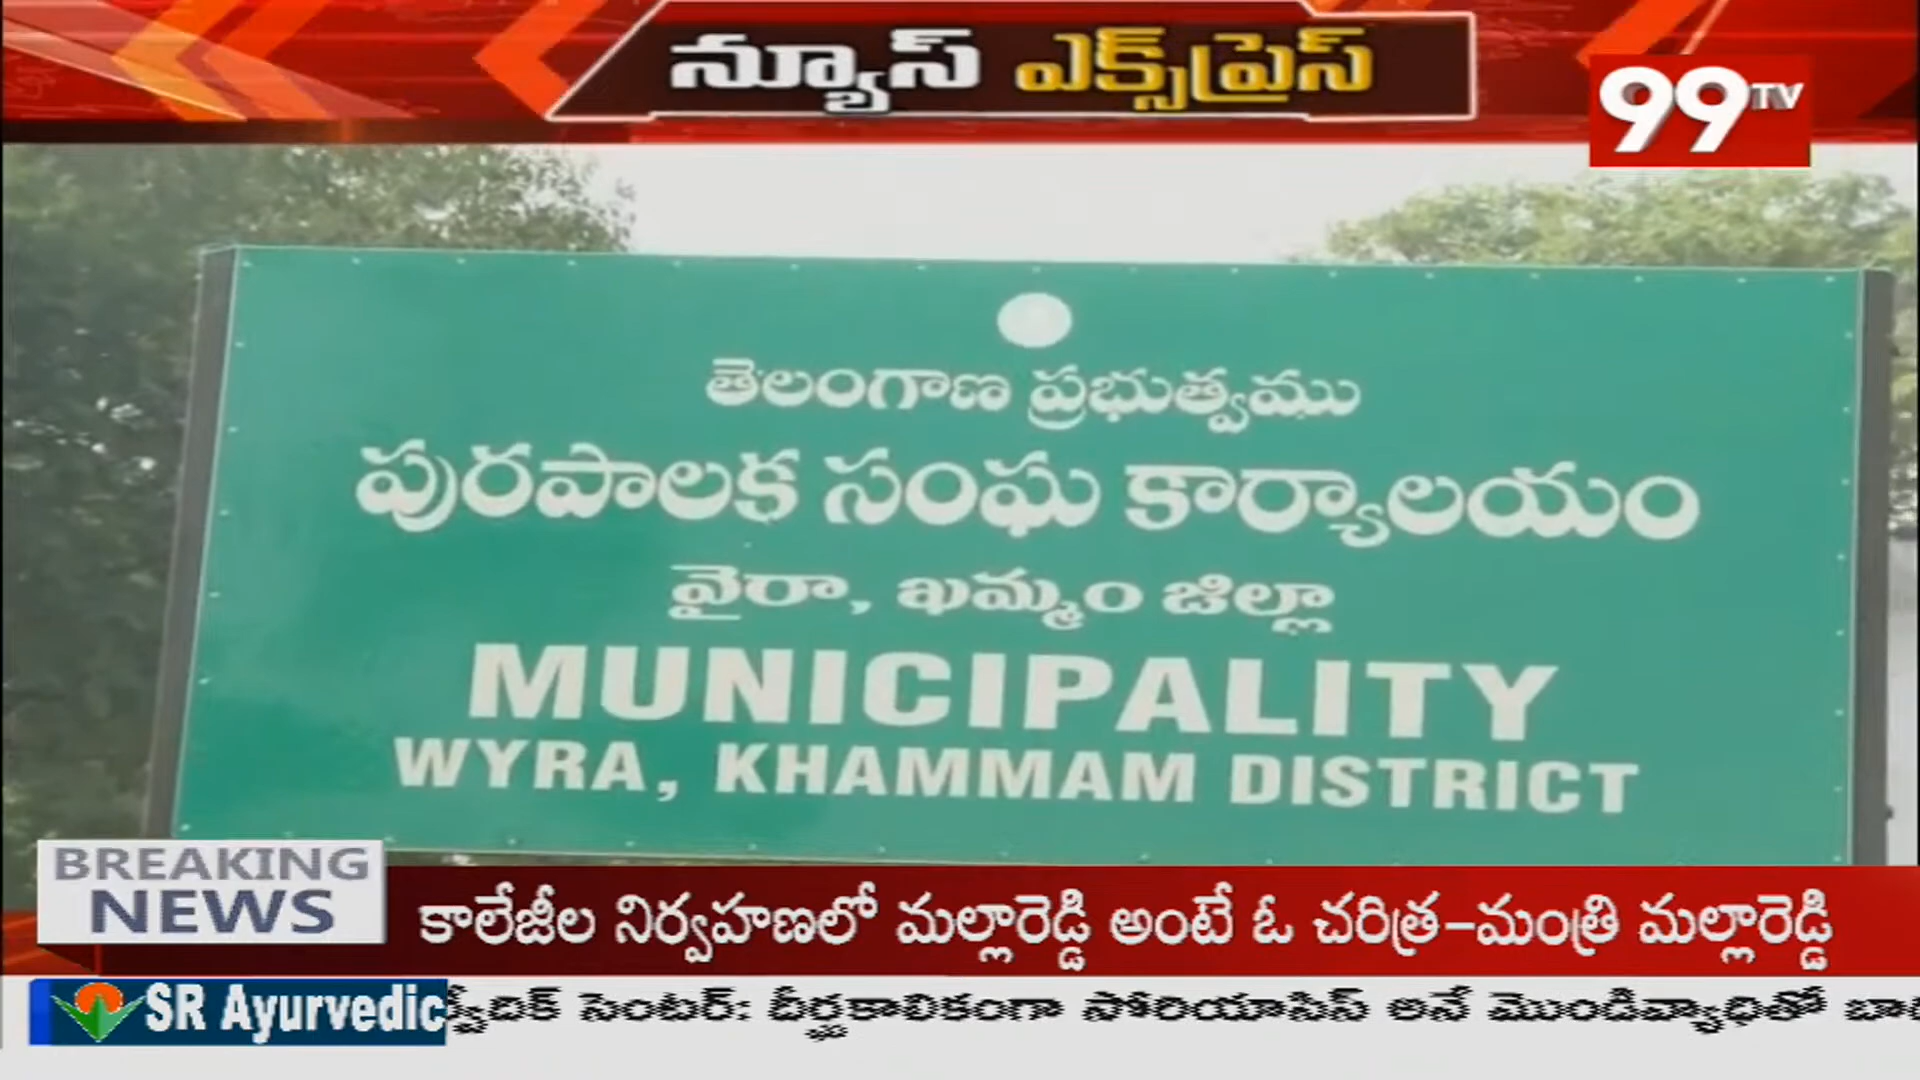 న్యూస్ ఎక్స్‌ప్రెస్
99TV
తెలంగాణ ప్రభుత్వము
పురపాలక సంఘ కార్యాలయం
వైరా, ఖమ్మం జిల్లా
MUNICIPALITY
WYRA, KHAMMAM DISTRICT
BREAKING
NEWS
కాలేజీల నిర్వహణలో మల్లారెడ్డి అంటే ఓ చరిత్ర-మంత్రి మల్లారెడ్డి
SR Ayurvedic సెంటర్: దీర్ఘకాలికంగా సోరియాసిస్ అనే మొండివ్యాధితో